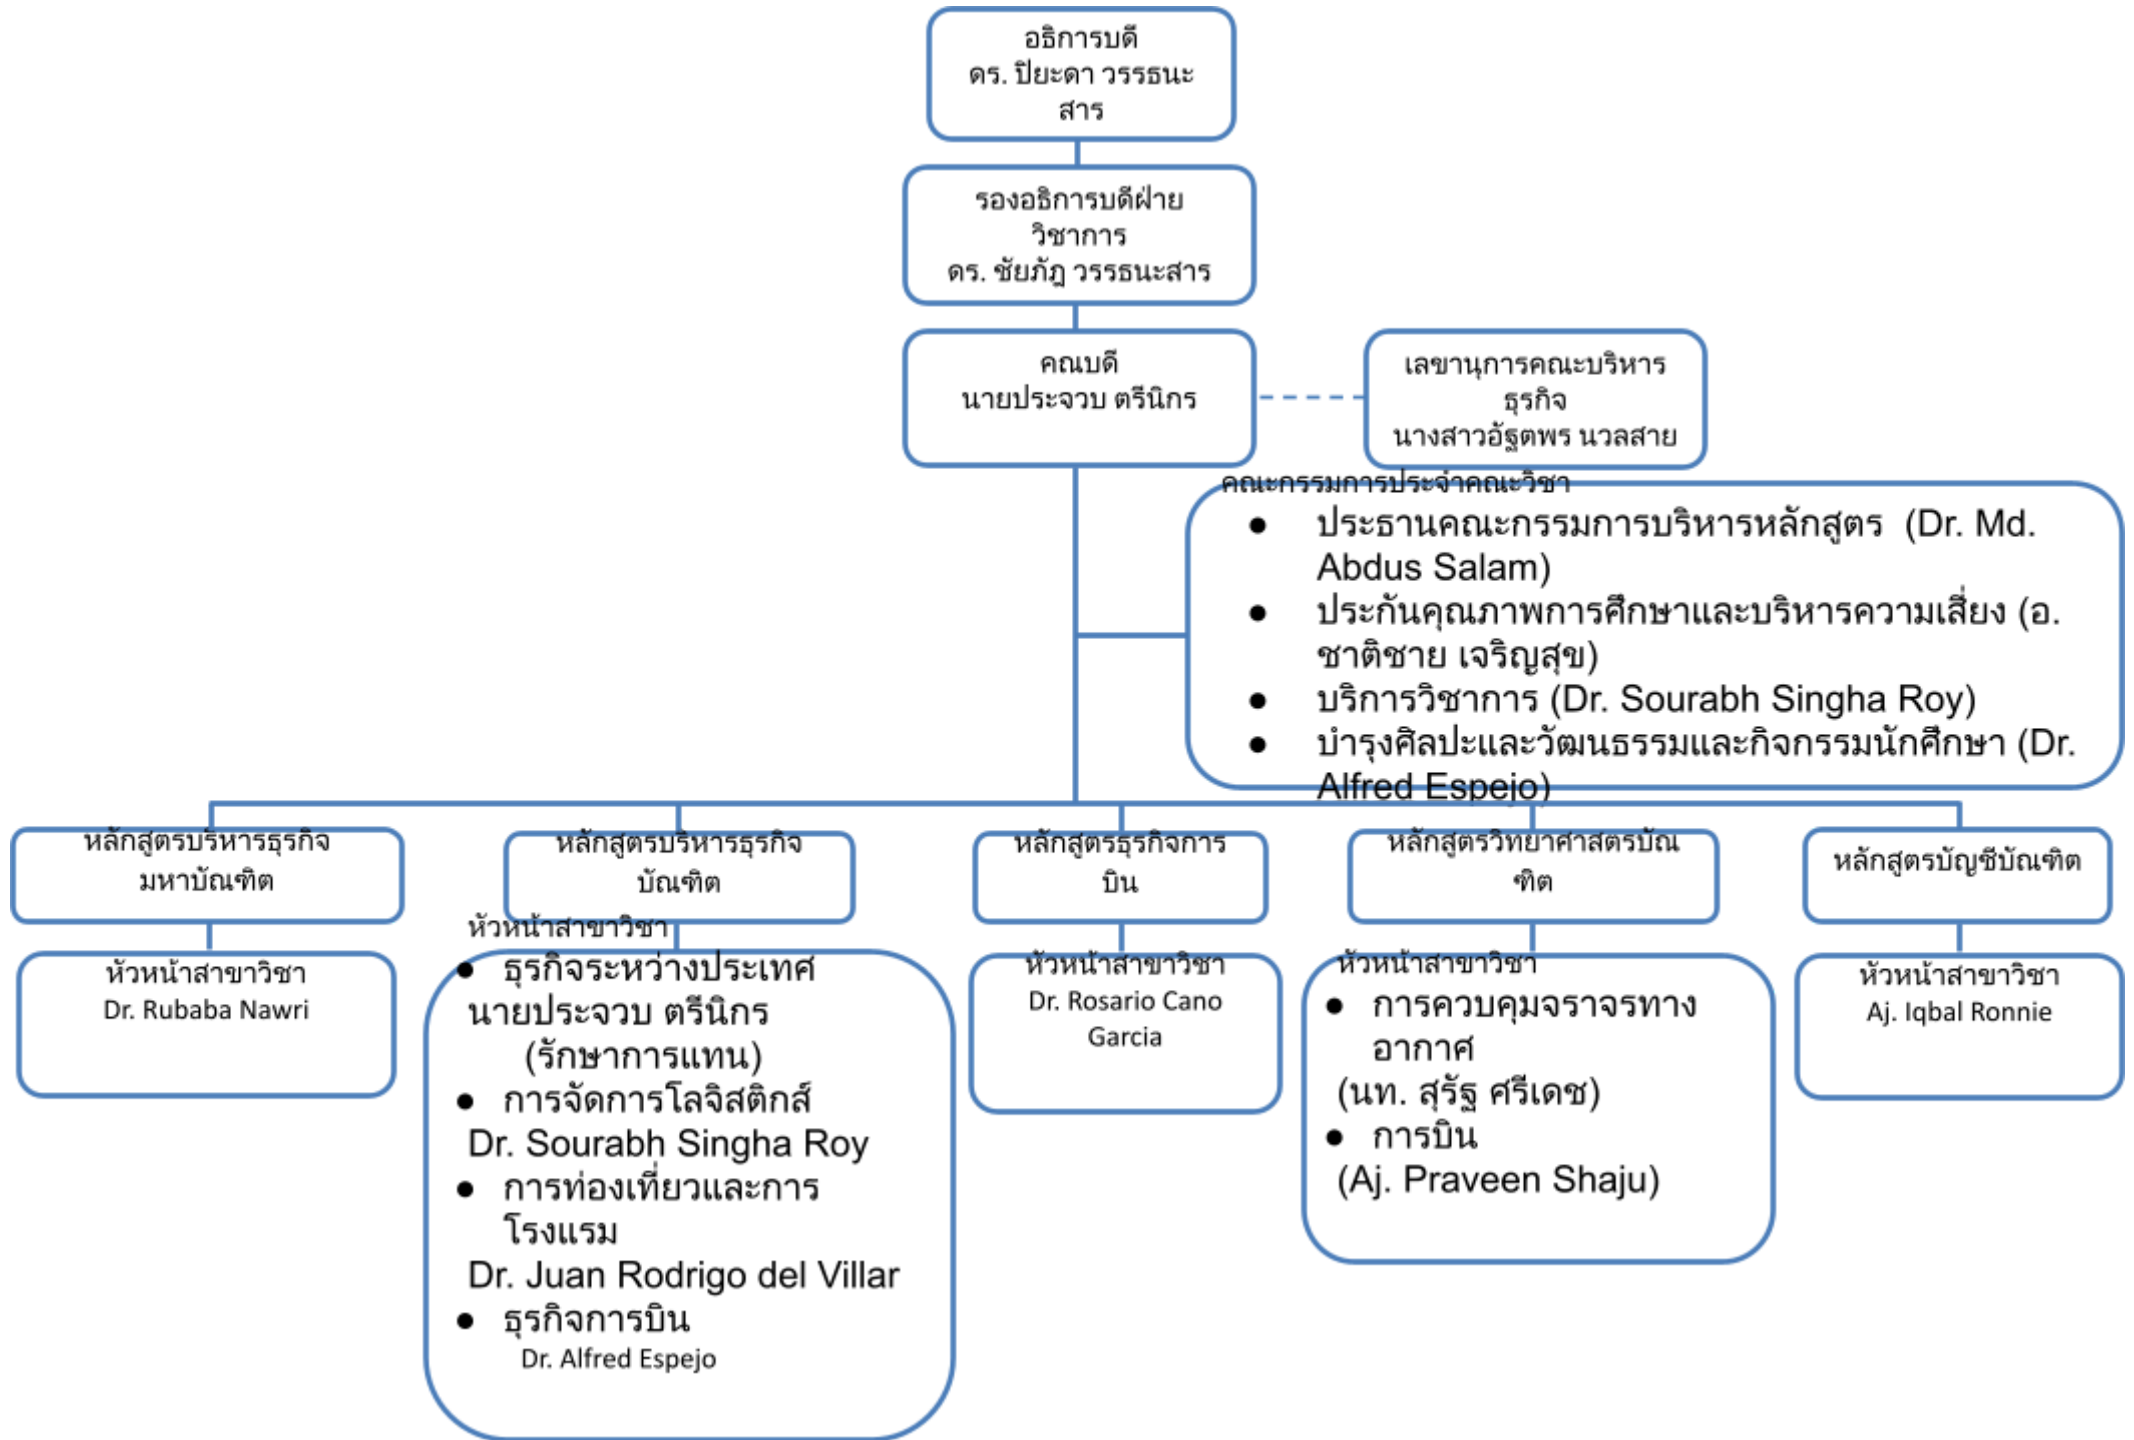 อธิการบดี
ดร. ปิยะดา วรรธนะ
สาร
รองอธิการบดีฝ่าย
วิชาการ
ดร. ชัยภัฎ วรรธนะสาร
คณบดี
นายประจวบ ตรีนิกร
เลขานุการคณะบริหาร
ธุรกิจ
นางสาวอัฐตพร นวลสาย
คณะกรรมการประจำคณะวิชา
● ประธานคณะกรรมการบริหารหลักสูตร (Dr. Md.
Abdus Salam)
● ประกันคุณภาพการศึกษาและบริหารความเสี่ยง (อ.
ชาติชาย เจริญสุข)
● บริการวิชาการ (Dr. Sourabh Singha Roy)
● บำรุงศิลปะและวัฒนธรรมและกิจกรรมนักศึกษา (Dr.
Alfred Espejo)
หลักสูตรบริหารธุรกิจ
มหาบัณฑิต
หัวหน้าสาขาวิชา
Dr. Rubaba Nawri
หลักสูตรบริหารธุรกิจ
บัณฑิต
หัวหน้าสาขาวิชา
● ธุรกิจระหว่างประเทศ
นายประจวบ ตรีนิกร
(รักษาการแทน)
● การจัดการโลจิสติกส์
Dr. Sourabh Singha Roy
● การท่องเที่ยวและการ
โรงแรม
Dr. Juan Rodrigo del Villar
● ธุรกิจการบิน
Dr. Alfred Espejo
หลักสูตรธุรกิจการ
บิน
หัวหน้าสาขาวิชา
Dr. Rosario Cano
Garcia
หลักสูตรวิทยาศาสตรบัณ
ฑิต
หัวหน้าสาขาวิชา
● การควบคุมจราจรทาง
อากาศ
(นท. สุรัฐ ศรีเดช)
● การบิน
(Aj. Praveen Shaju)
หลักสูตรบัญชีบัณฑิต
หัวหน้าสาขาวิชา
Aj. Iqbal Ronnie